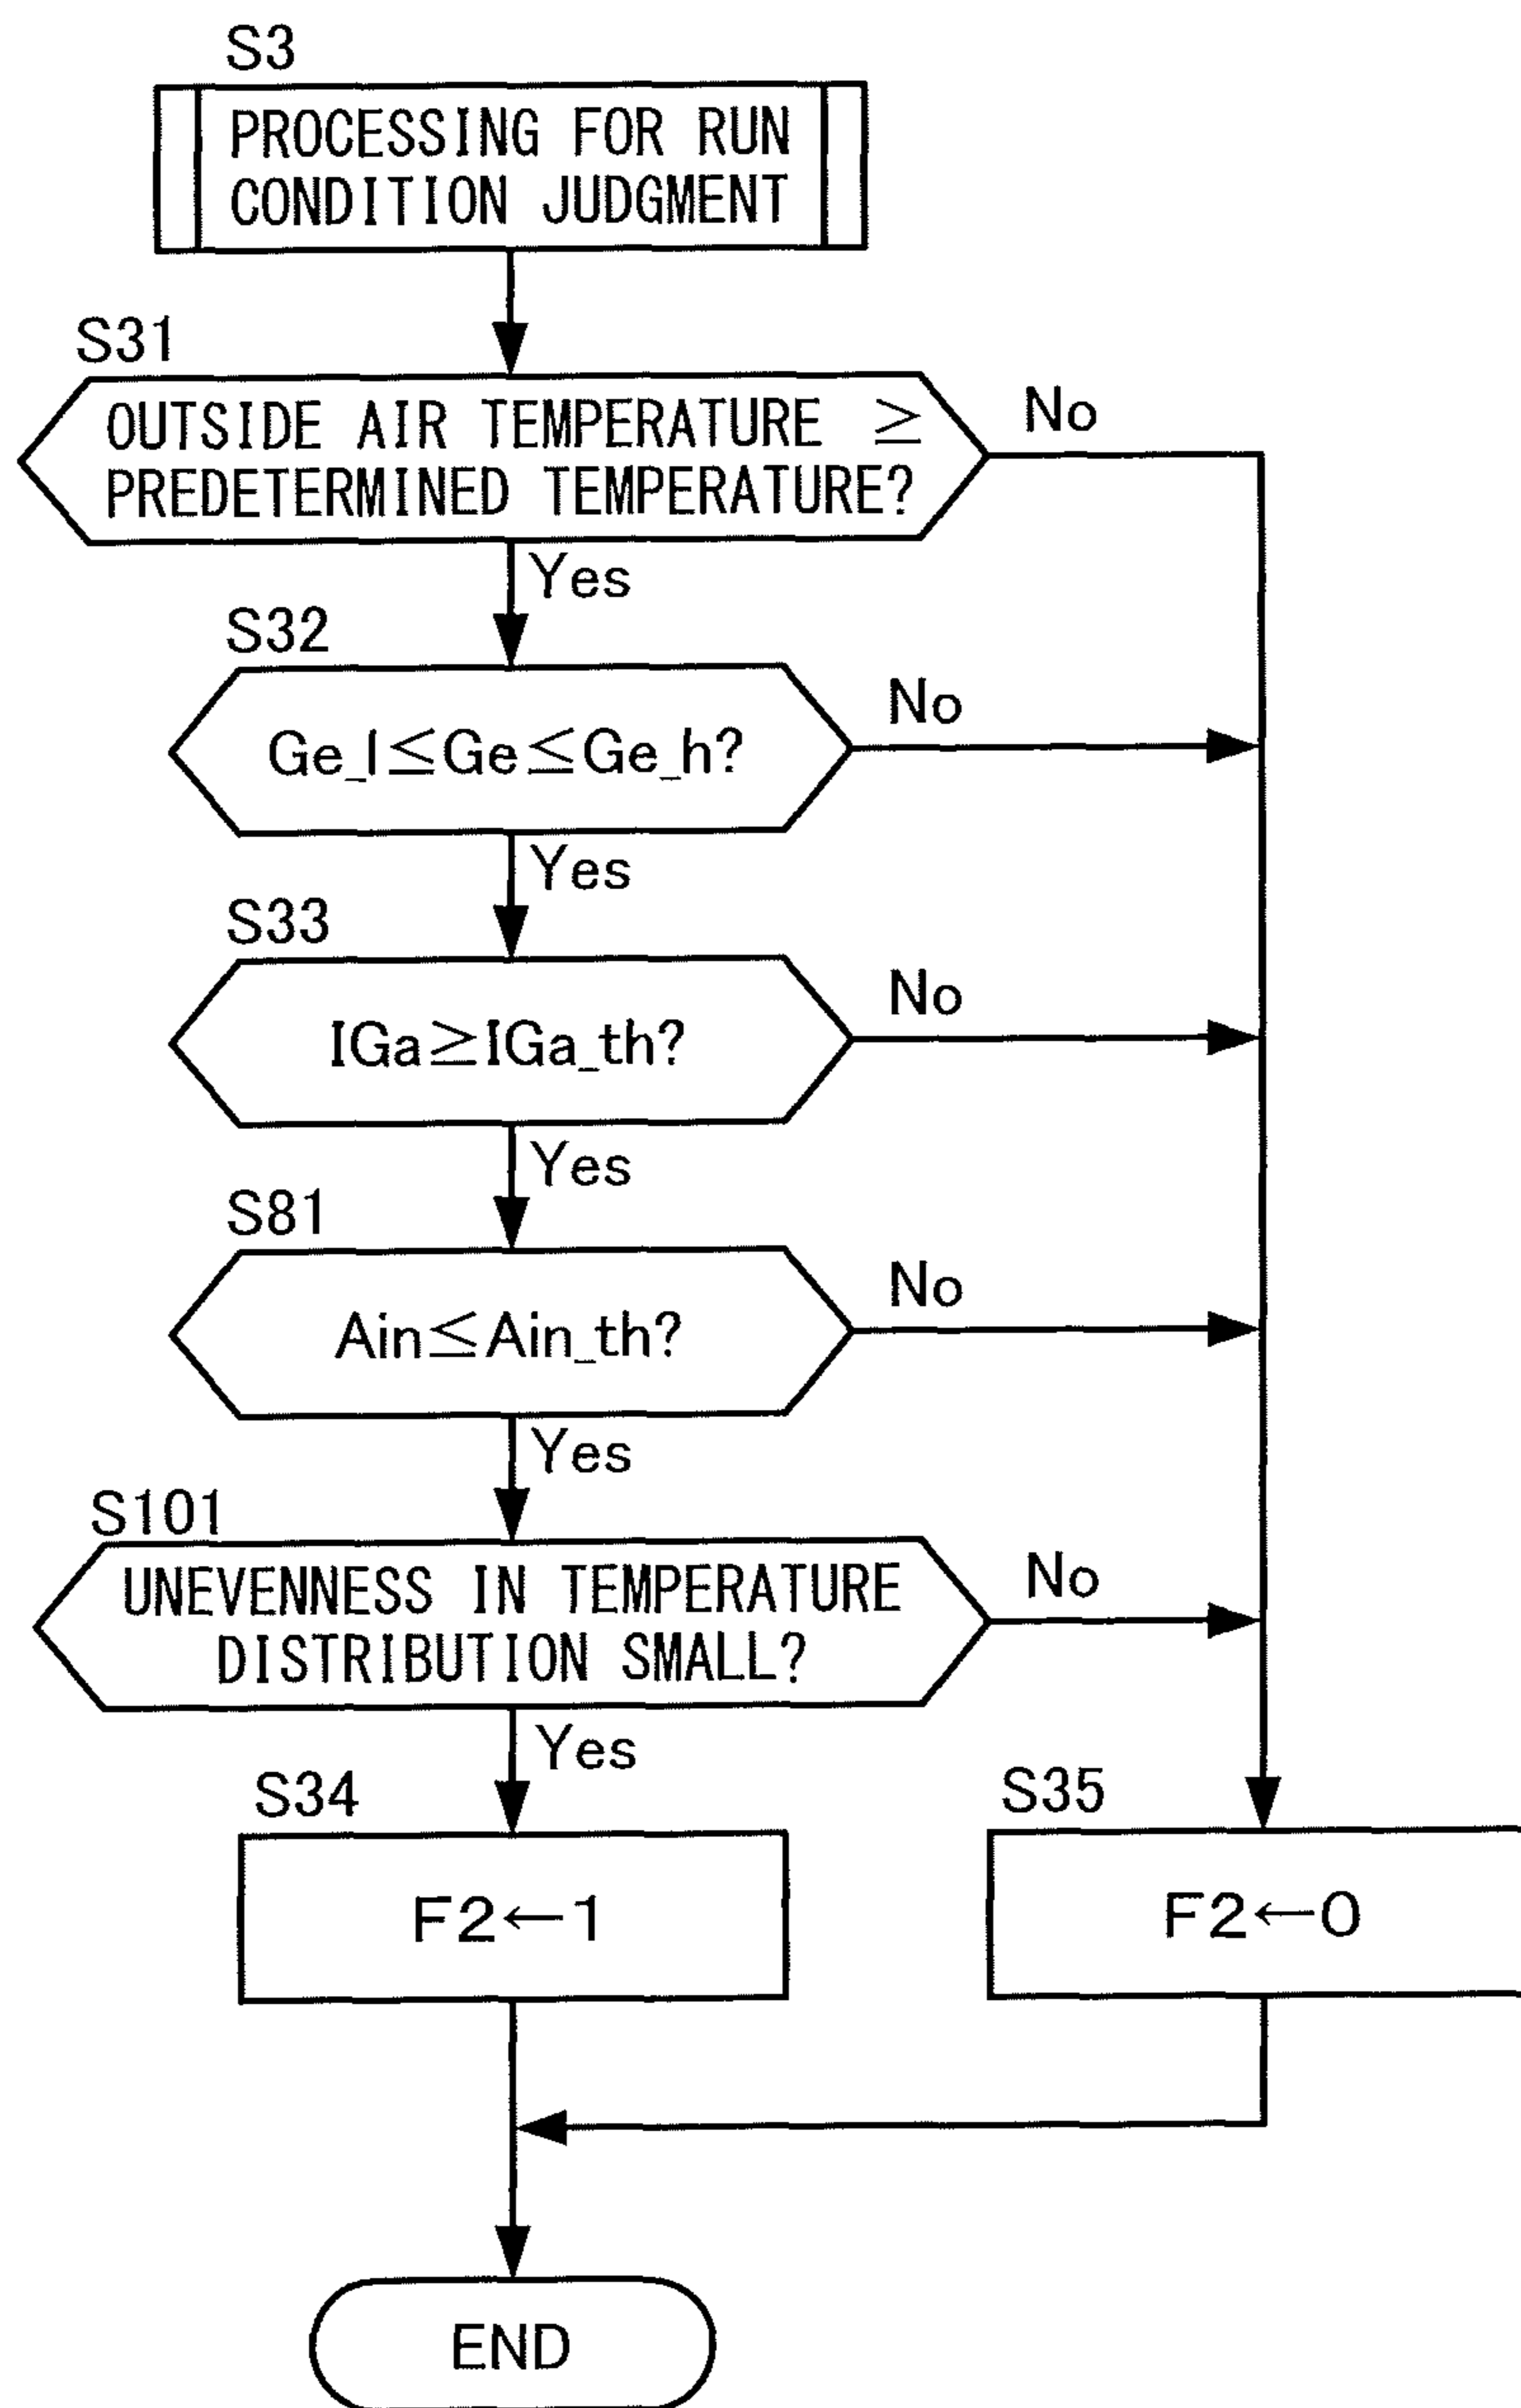 S3
PROCESSING FOR RUN
CONDITION JUDGMENT
S31
OUTSIDE AIR TEMPERATURE ≥
PREDETERMINED TEMPERATURE?
No
Yes
S32
Ge_l≤Ge≤Ge_h?
No
Yes
S33
IGa≥IGa_th?
No
Yes
S81
Ain≤Ain_th?
No
Yes
S101
UNEVENNESS IN TEMPERATURE
DISTRIBUTION SMALL?
No
Yes
S34
F2←1
S35
F2←0
END